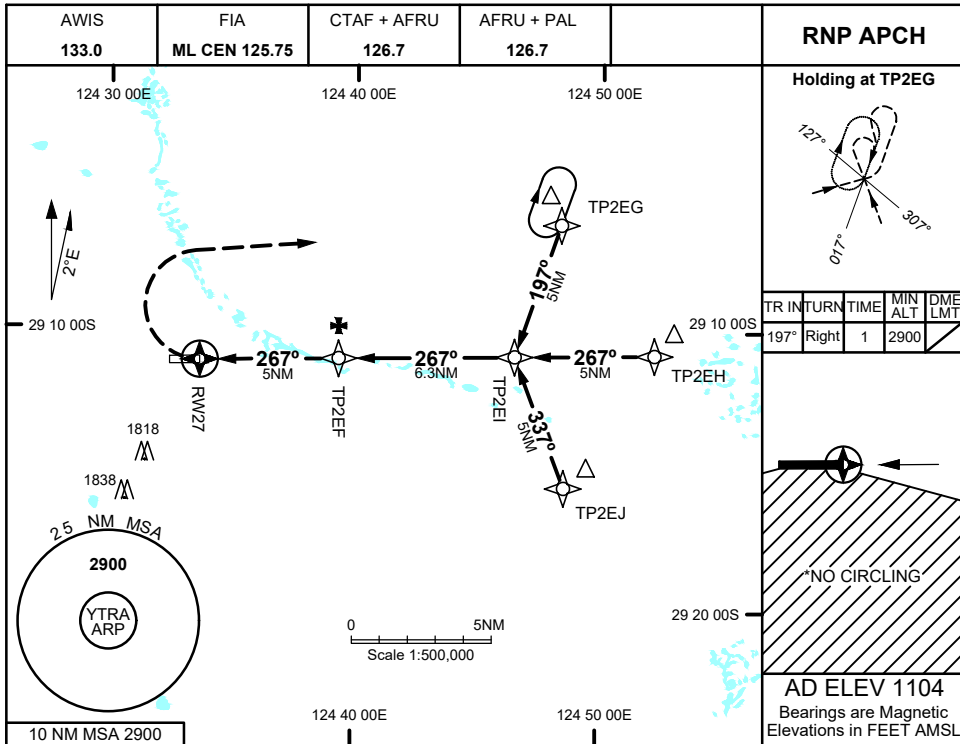 AWIS
133.0
FIA
ML CEN 125.75
CTAF + AFRU
126.7
AFRU + PAL
126.7
RNP APCH
124 30 00E
124 40 00E
124 50 00E
Holding at TP2EG
127°
307°
017°
TR IN TURN TIME MIN ALT DME LMT
197° Right 1 2900
2°E
TP2EG
197°
5NM
29 10 00S
29 10 00S
267°
5NM
267°
6.3NM
267°
5NM
RW27
TP2EF
TP2EI
TP2EH
337°
5NM
TP2EJ
1818
1838
25 NM MSA
2900
YTRA
ARP
0 5NM
Scale 1:500,000
29 20 00S
*NO CIRCLING
AD ELEV 1104
Bearings are Magnetic
Elevations in FEET AMSL
124 40 00E
124 50 00E
10 NM MSA 2900